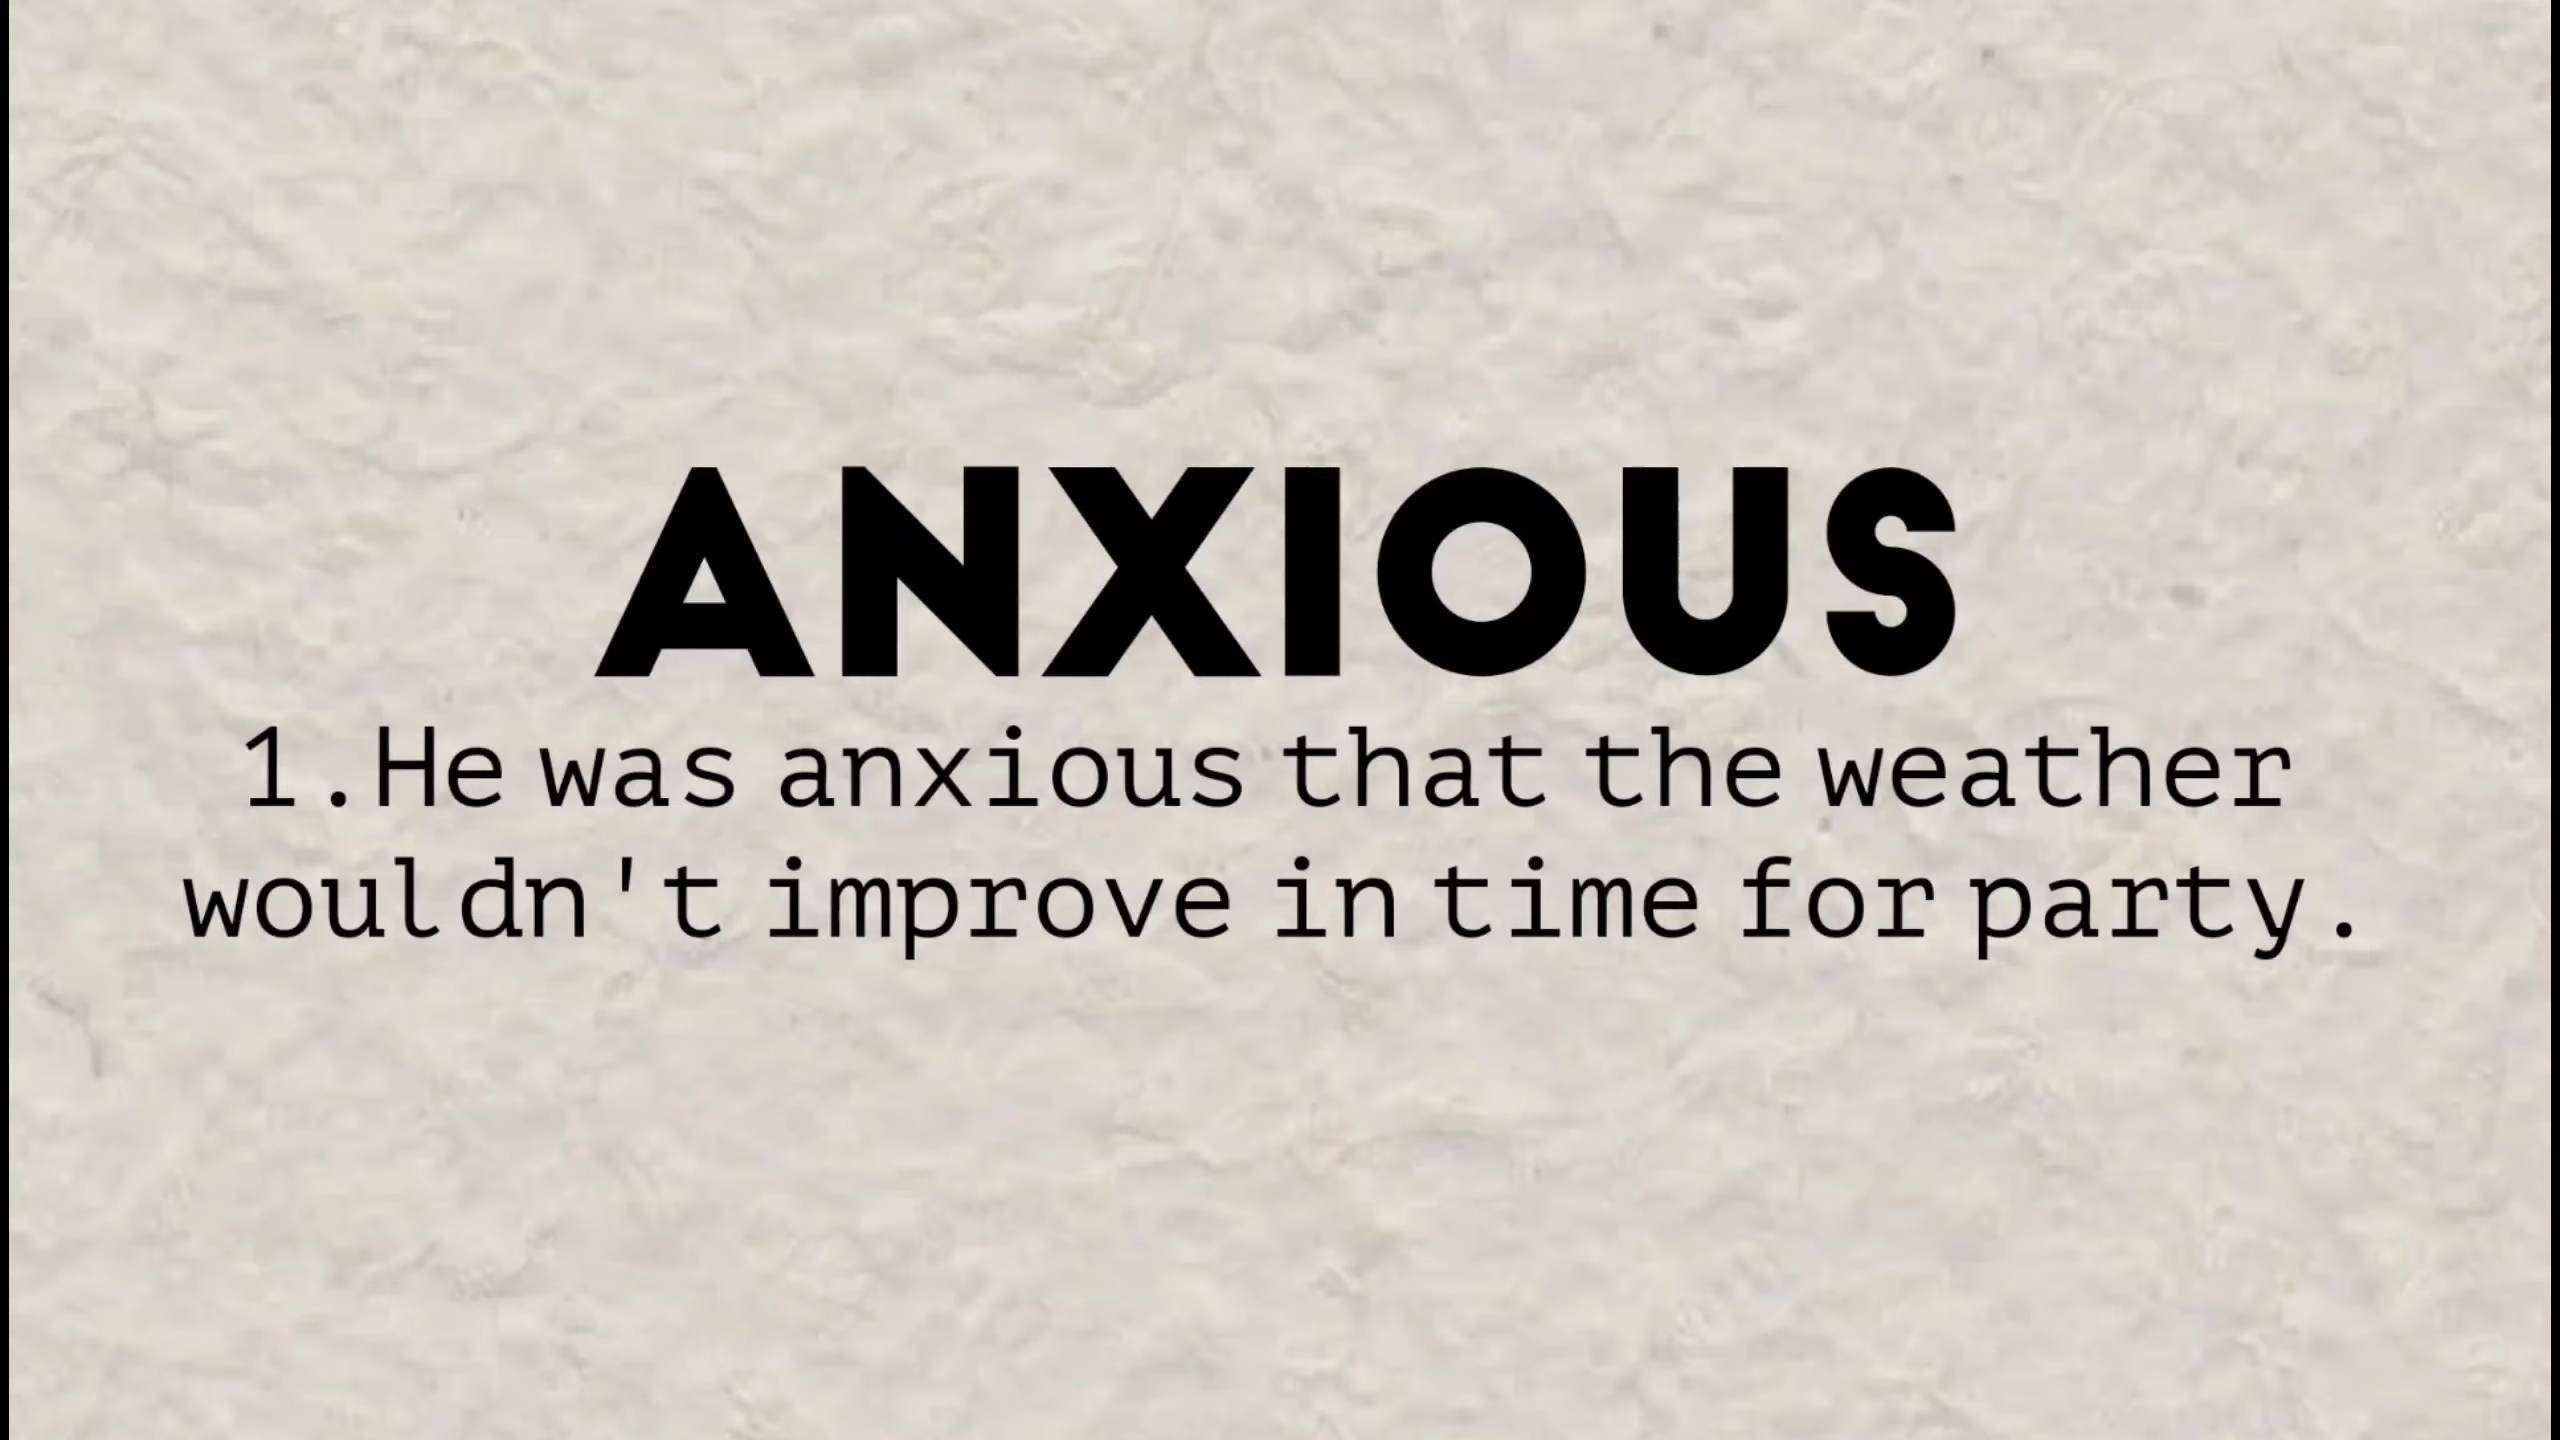 ANXIOUS
1.He was anxious that the weather
wouldn't improve in time for party.